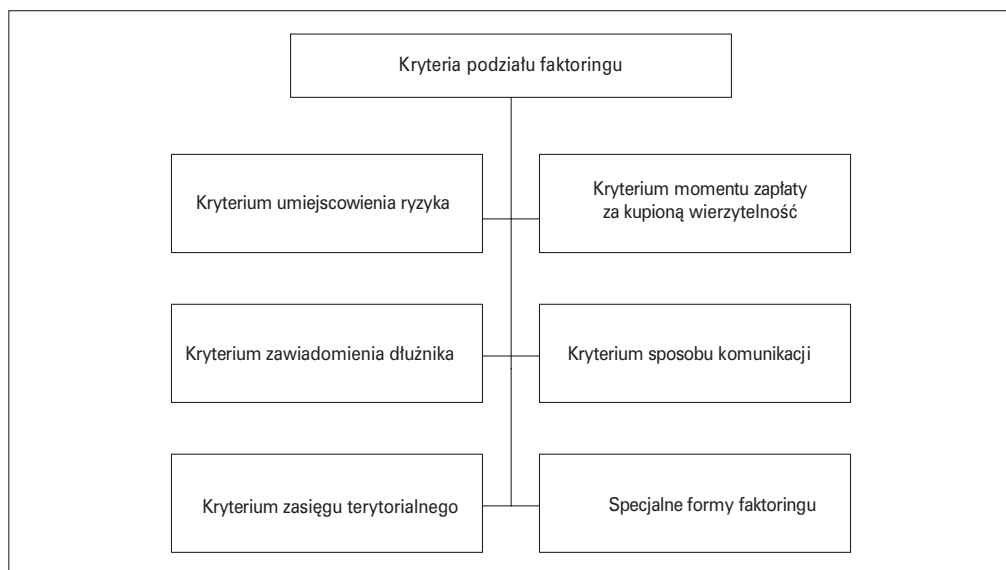 Kryteria podziału faktoringu
Kryterium umiejscowienia ryzyka
Kryterium momentu zapłaty
za kupioną wierzytelność
Kryterium zawiadomienia dłużnika
Kryterium sposobu komunikacji
Kryterium zasięgu terytorialnego
Specjalne formy faktoringu